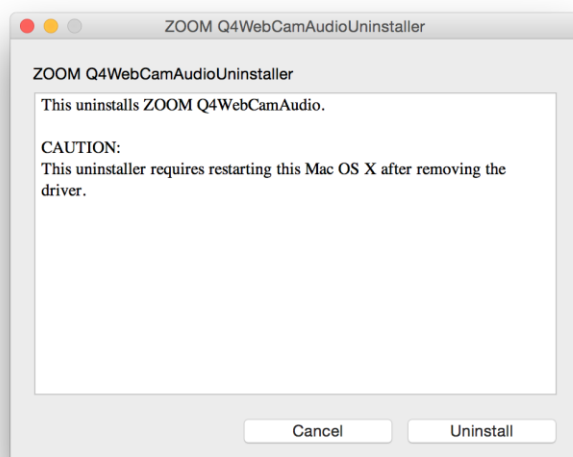 ZOOM Q4WebCamAudioUninstaller
ZOOM Q4WebCamAudioUninstaller
This uninstalls ZOOM Q4WebCamAudio.
CAUTION:
This uninstaller requires restarting this Mac OS X after removing the
driver.
Cancel
Uninstall